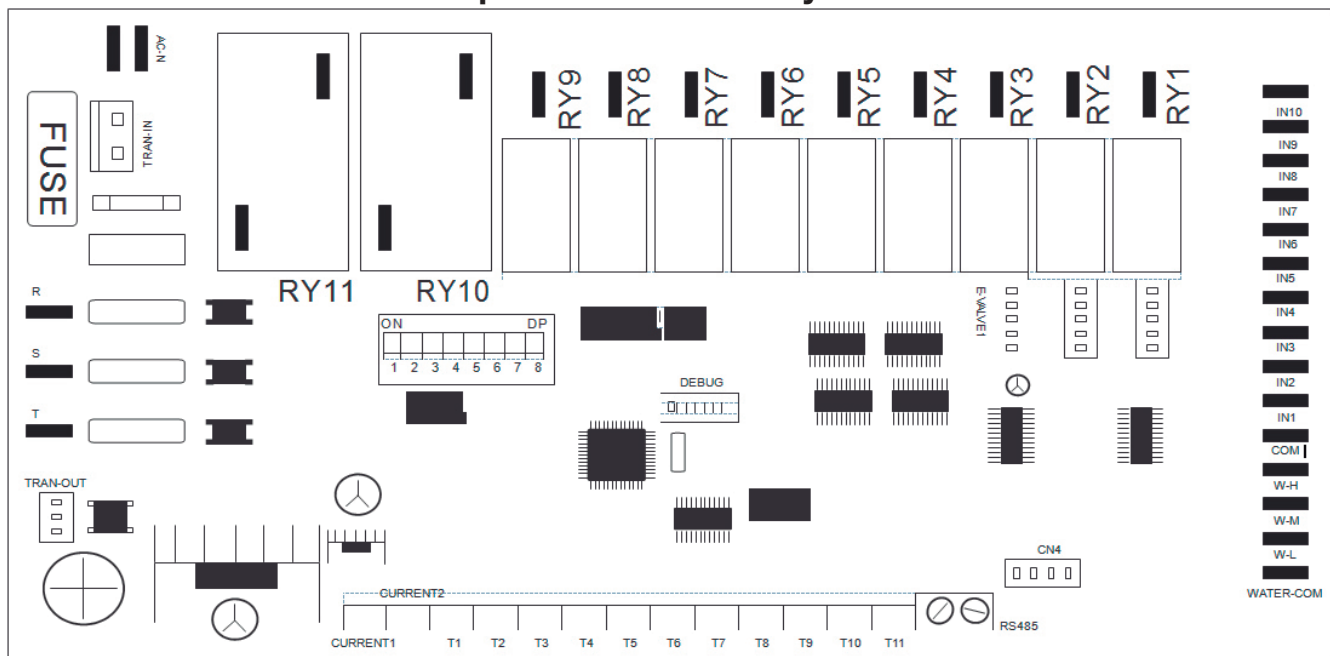 AC-N
FUSE
TRAN-IN
RY11
RY10
RY9
RY8
RY7
RY6
RY5
RY4
RY3
RY2
RY1
IN10
IN9
IN8
IN7
IN6
IN5
IN4
IN3
IN2
IN1
COM
W-H
W-M
W-L
WATER-COM
R
S
T
ON DP
1 2 3 4 5 6 7 8
DEBUG
E-VALVE1
TRAN-OUT
CN4
RS485
CURRENT2
CURRENT1 T1 T2 T3 T4 T5 T6 T7 T8 T9 T10 T11